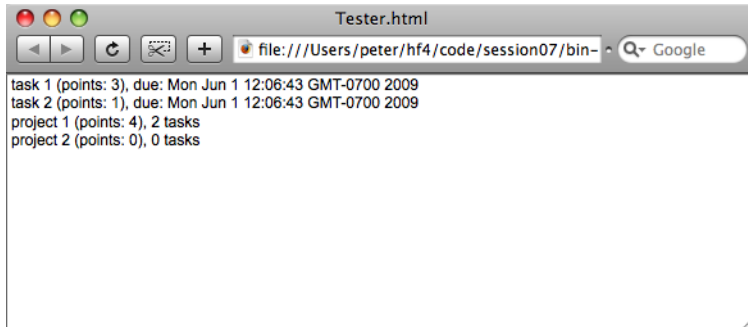 Tester.html
file:///Users/peter/hf4/code/session07/bin-
Google
task 1 (points: 3), due: Mon Jun 1 12:06:43 GMT-0700 2009
task 2 (points: 1), due: Mon Jun 1 12:06:43 GMT-0700 2009
project 1 (points: 4), 2 tasks
project 2 (points: 0), 0 tasks